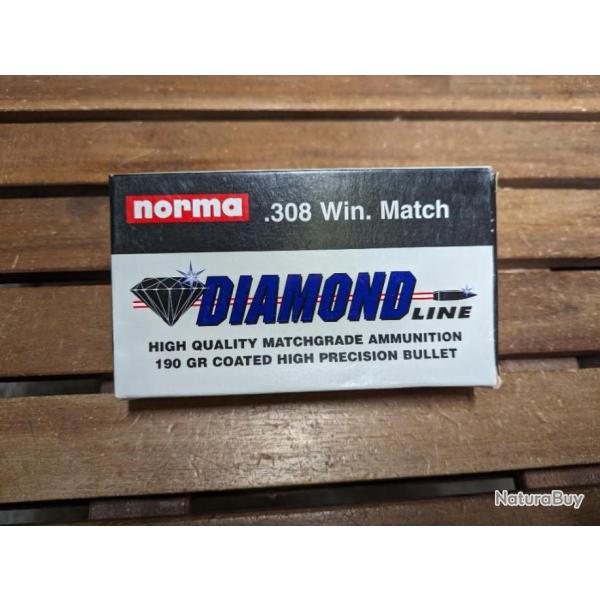 norma .308 Win. Match
DIAMOND LINE
HIGH QUALITY MATCHGRADE AMMUNITION
190 GR COATED HIGH PRECISION BULLET
NaturaBuy